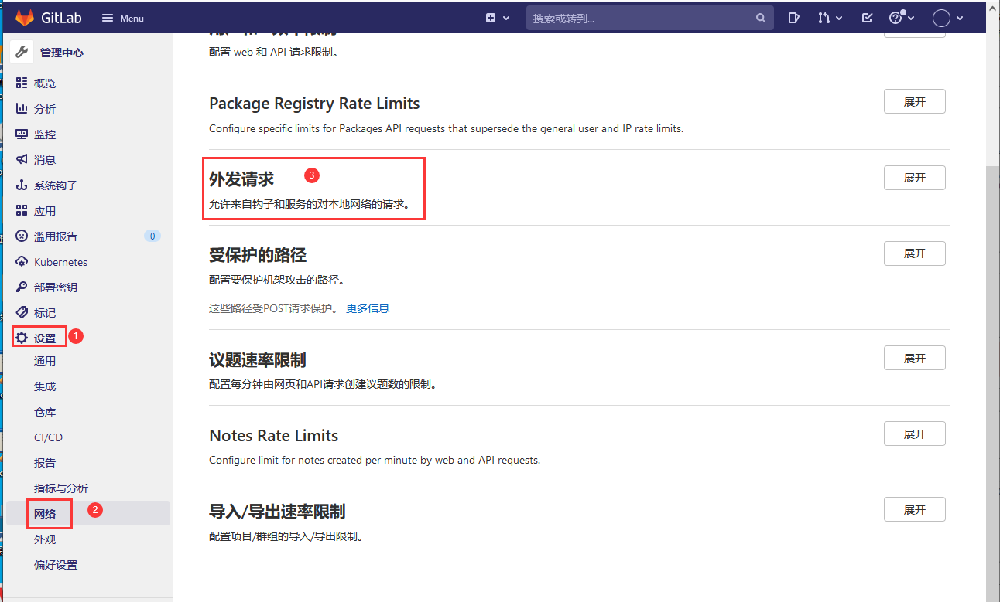 GitLab
Menu
搜索或转到...
管理中心
概览
分析
监控
消息
系统钩子
应用
滥用报告
0
Kubernetes
部署密钥
标记
设置
1
通用
集成
仓库
CI/CD
报告
指标与分析
网络
2
外观
偏好设置
配置 web 和 API 请求限制。
Package Registry Rate Limits
展开
Configure specific limits for Packages API requests that supersede the general user and IP rate limits.
外发请求
3
展开
允许来自钩子和服务的对本地网络的请求。
受保护的路径
展开
配置要保护机架攻击的路径。
这些路径受POST请求保护。 更多信息
议题速率限制
展开
配置每分钟由网页和API请求创建议题数的限制。
Notes Rate Limits
展开
Configure limit for notes created per minute by web and API requests.
导入/导出速率限制
展开
配置项目/群组的导入/导出限制。